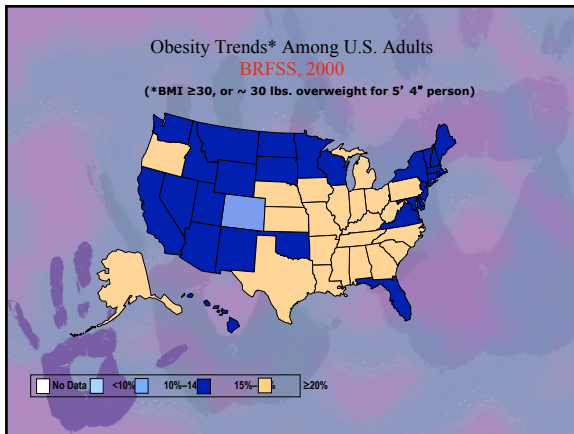 Obesity Trends* Among U.S. Adults
BRFSS, 2000
(*BMI ≥30, or ~ 30 lbs. overweight for 5’ 4” person)
No Data <10% 10%–14 15%– % ≥20%